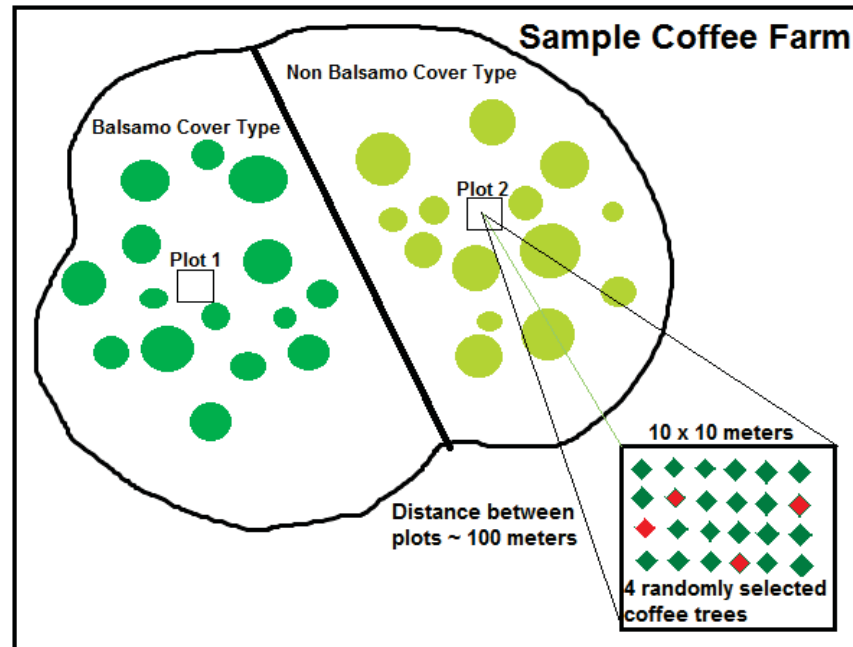 Sample Coffee Farm
Non Balsamo Cover Type
Balsamo Cover Type
Plot 2
Plot 1
10 x 10 meters
Distance between
plots ~ 100 meters
4 randomly selected
coffee trees